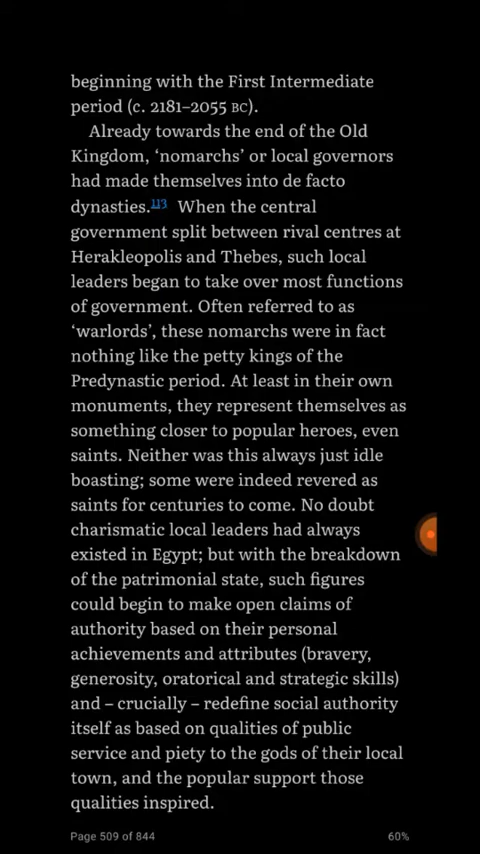 beginning with the First Intermediate
period (c. 2181–2055 BC).
Already towards the end of the Old
Kingdom, ‘nomarchs’ or local governors
had made themselves into de facto
dynasties.113 When the central
government split between rival centres at
Herakleopolis and Thebes, such local
leaders began to take over most functions
of government. Often referred to as
‘warlords’, these nomarchs were in fact
nothing like the petty kings of the
Predynastic period. At least in their own
monuments, they represent themselves as
something closer to popular heroes, even
saints. Neither was this always just idle
boasting; some were indeed revered as
saints for centuries to come. No doubt
charismatic local leaders had always
existed in Egypt; but with the breakdown
of the patrimonial state, such figures
could begin to make open claims of
authority based on their personal
achievements and attributes (bravery,
generosity, oratorical and strategic skills)
and – crucially – redefine social authority
itself as based on qualities of public
service and piety to the gods of their local
town, and the popular support those
qualities inspired.
Page 509 of 844 60%